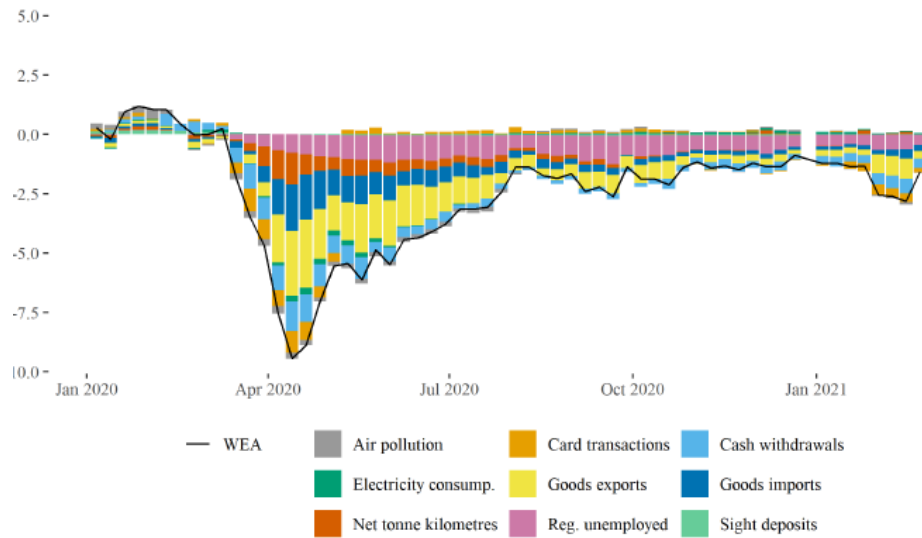 5.0
2.5
0.0
-2.5
-5.0
-7.5
10.0
Jan 2020 Apr 2020 Jul 2020 Oct 2020 Jan 2021
WEA Air pollution Card transactions Cash withdrawals
Electricity consump. Goods exports Goods imports
Net tonne kilometres Reg. unemployed Sight deposits